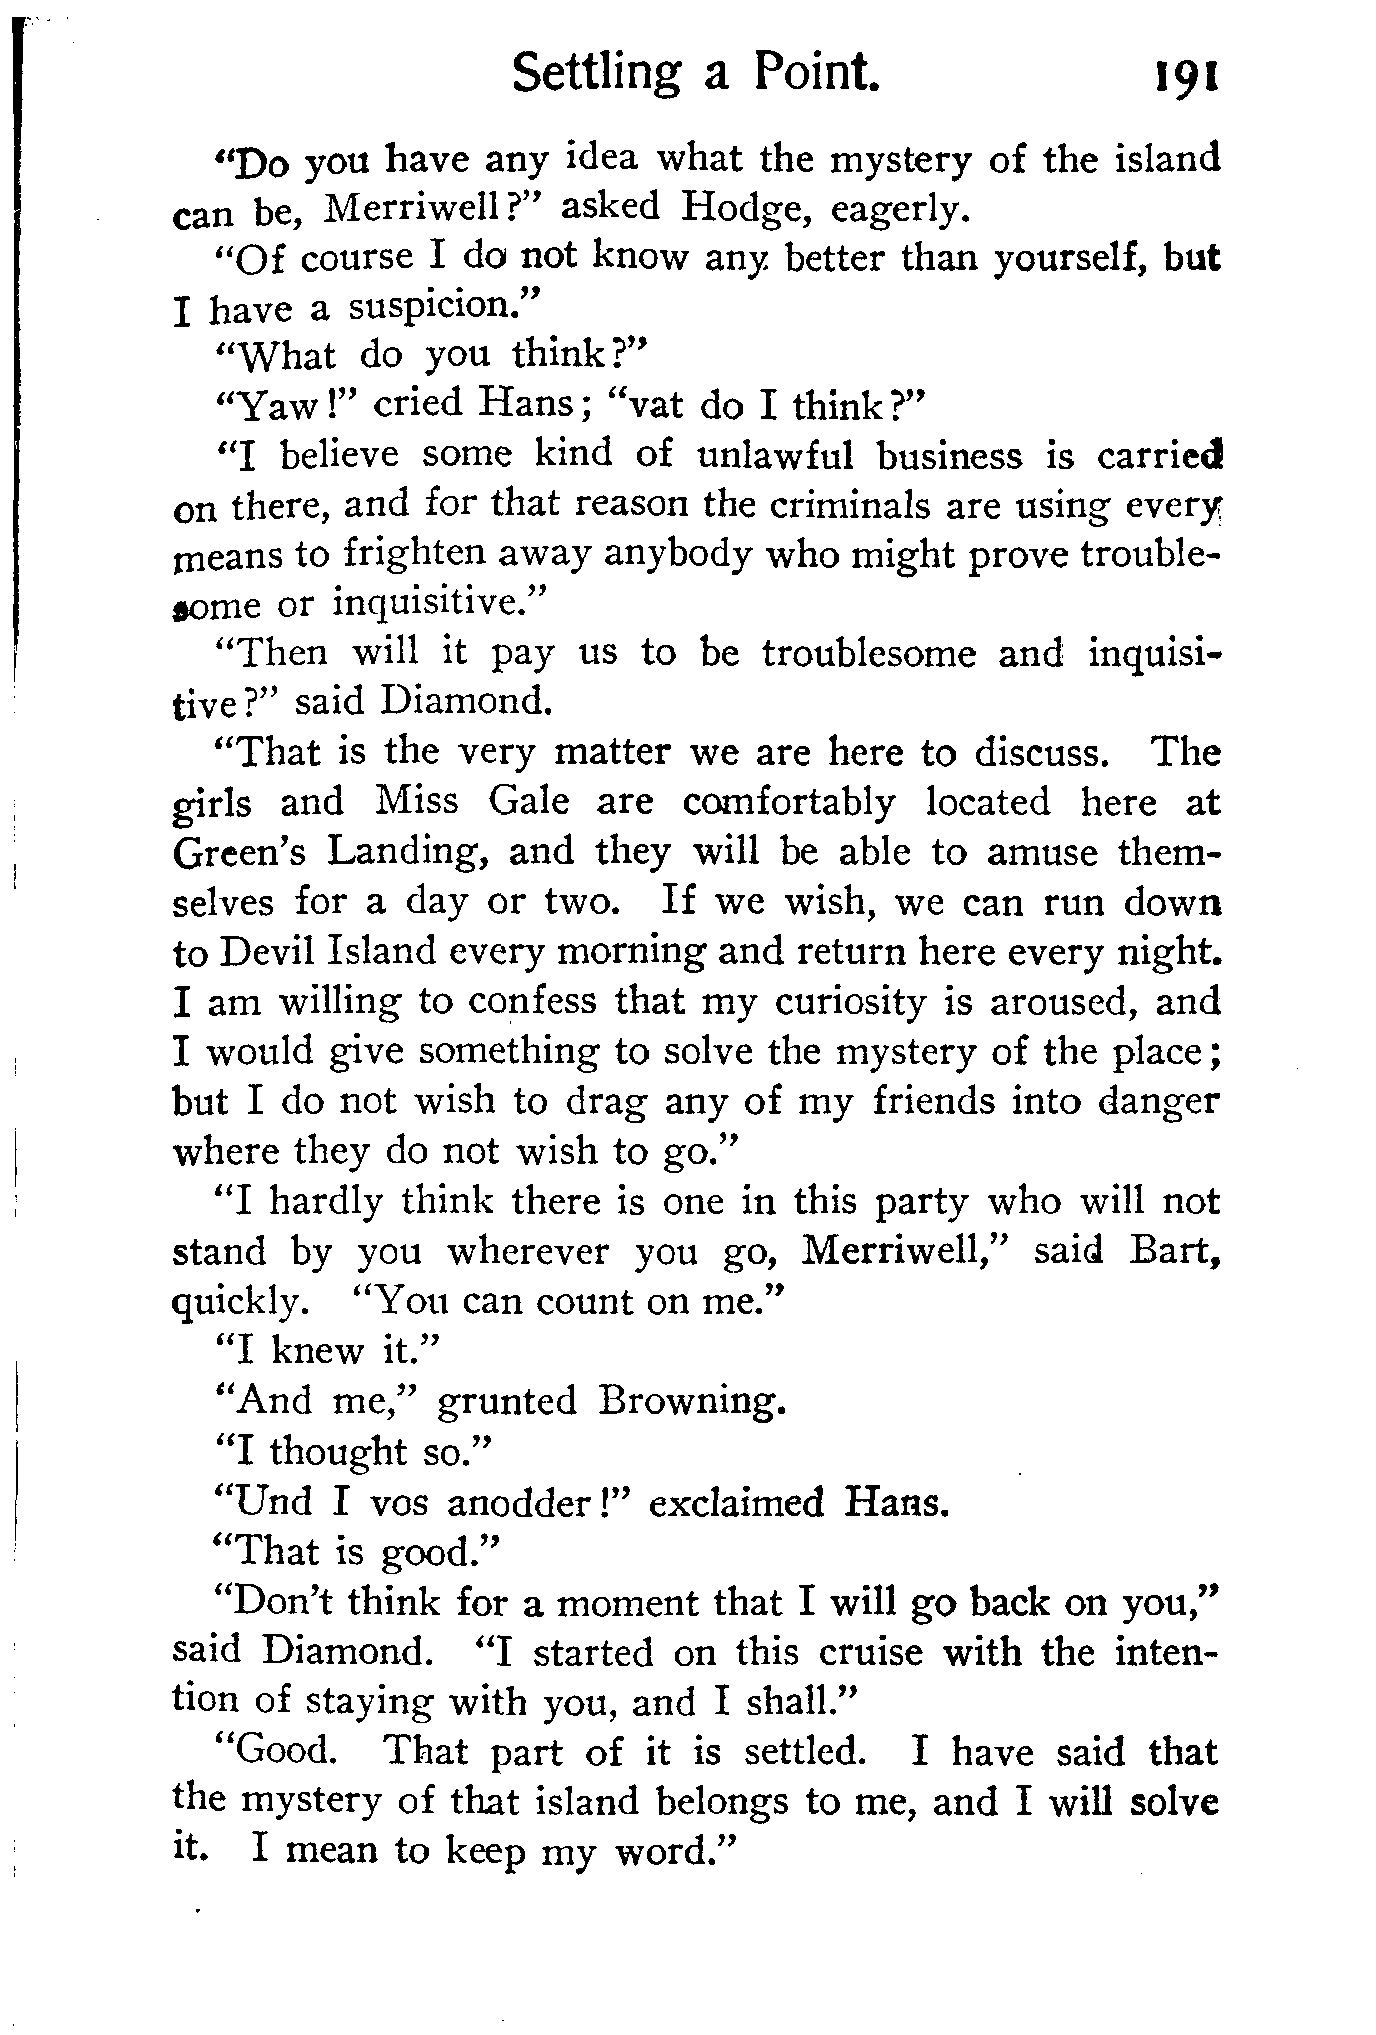 Settling a Point. 191
"Do you have any idea what the mystery of the island
can be, Merriwell?" asked Hodge, eagerly.
"Of course I do not know any better than yourself, but
I have a suspicion."
"What do you think?"
"Yaw!" cried Hans; "vat do I think?"
"I believe some kind of unlawful business is carried
on there, and for that reason the criminals are using every
means to frighten away anybody who might prove trouble-
some or inquisitive."
"Then will it pay us to be troublesome and inquisi-
tive?" said Diamond.
"That is the very matter we are here to discuss. The
girls and Miss Gale are comfortably located here at
Green's Landing, and they will be able to amuse them-
selves for a day or two. If we wish, we can run down
to Devil Island every morning and return here every night.
I am willing to confess that my curiosity is aroused, and
I would give something to solve the mystery of the place;
but I do not wish to drag any of my friends into danger
where they do not wish to go."
"I hardly think there is one in this party who will not
stand by you wherever you go, Merriwell," said Bart,
quickly. "You can count on me."
"I knew it."
"And me," grunted Browning.
"I thought so."
"Und I vos anodder!" exclaimed Hans.
"That is good."
"Don't think for a moment that I will go back on you,"
said Diamond. "I started on this cruise with the inten-
tion of staying with you, and I shall."
"Good. That part of it is settled. I have said that
the mystery of that island belongs to me, and I will solve
it. I mean to keep my word."